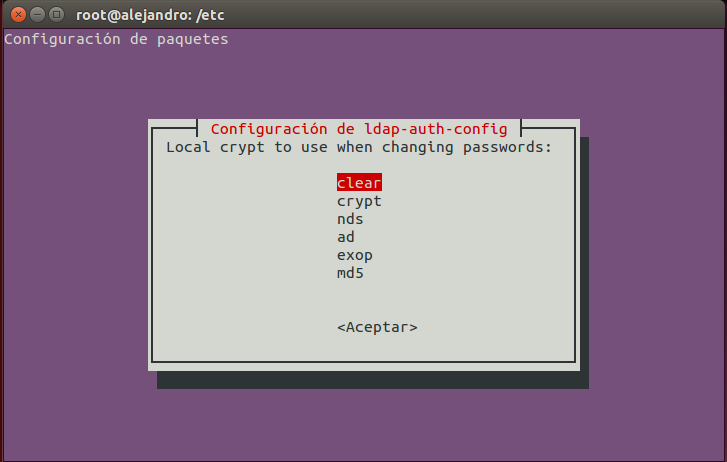 root@alejandro: /etc
Configuración de paquetes
Configuración de ldap-auth-config
Local crypt to use when changing passwords:
clear
crypt
nds
ad
exop
md5
<Aceptar>